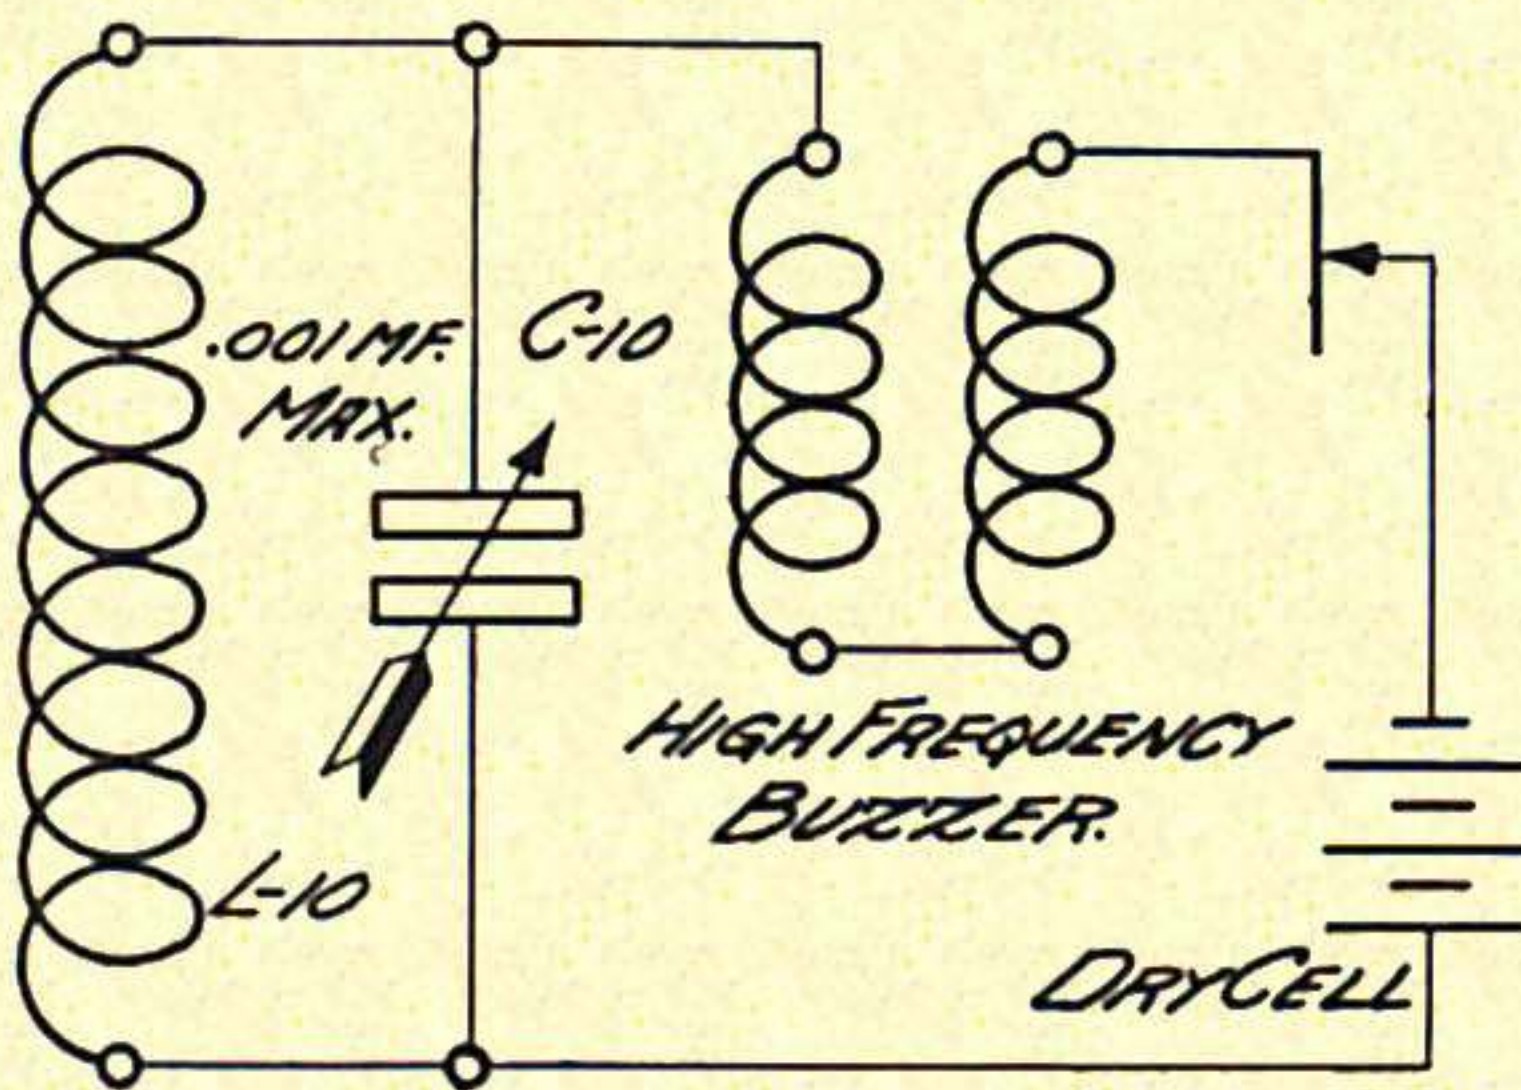 .001 MF.
MAX.
C-10
L-10
HIGH FREQUENCY
BUZZER.
DRY CELL